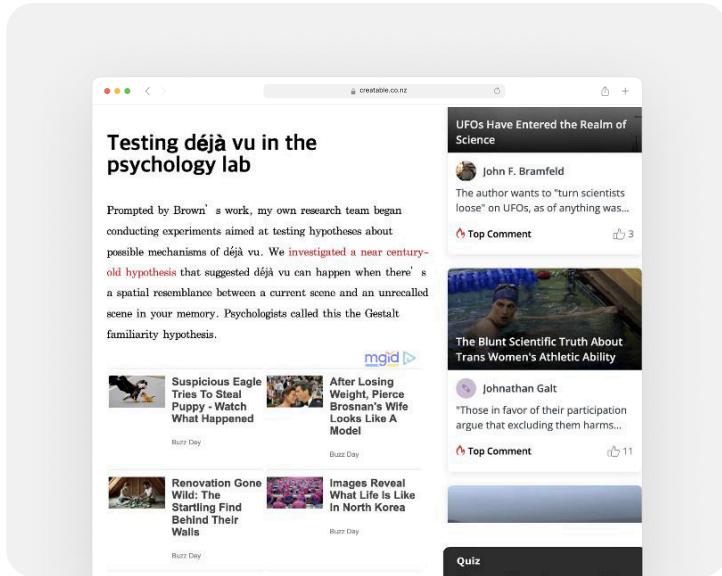 creatable.co.nz
Testing déjà vu in the
psychology lab
Prompted by Brown's work, my own research team began
conducting experiments aimed at testing hypotheses about
possible mechanisms of déjà vu. We investigated a near century-
old hypothesis that suggested déjà vu can happen when there's
a spatial resemblance between a current scene and an unrecalled
scene in your memory. Psychologists called this the Gestalt
familiarity hypothesis.
mgid
Suspicious Eagle
Tries To Steal
Puppy - Watch
What Happened
Buzz Day
After Losing
Weight, Pierce
Brosnan's Wife
Looks Like A
Model
Buzz Day
Renovation Gone
Wild: The
Startling Find
Behind Their
Walls
Buzz Day
Images Reveal
What Life Is Like
In North Korea
Buzz Day
UFOs Have Entered the Realm of
Science
John F. Bramfeld
The author wants to "turn scientists
loose" on UFOs, as of anything was...
Top Comment
3
The Blunt Scientific Truth About
Trans Women's Athletic Ability
Johnathan Galt
"Those in favor of their participation
argue that excluding them harms...
Top Comment
11
Quiz